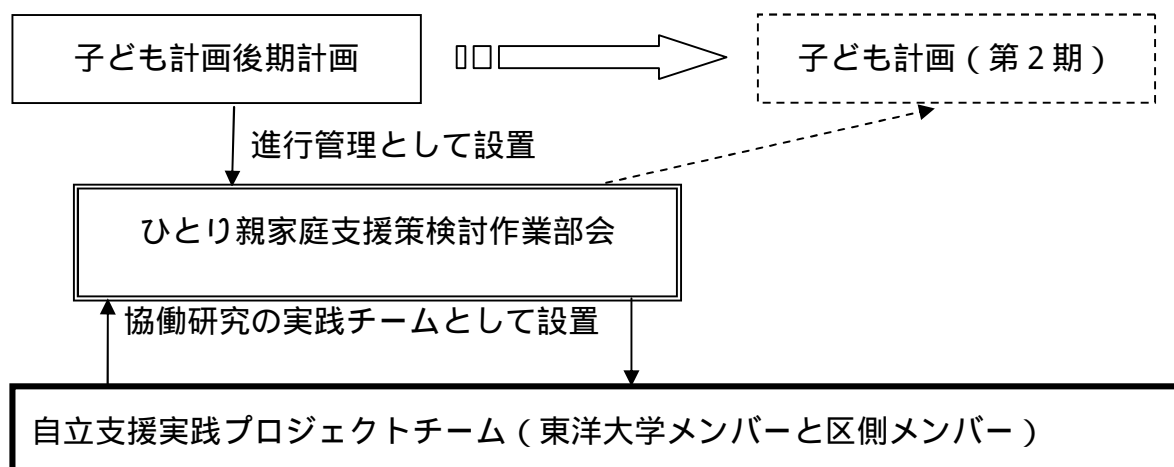 子ども計画後期計画
子ども計画（第２期）
進行管理として設置
ひとり親家庭支援策検討作業部会
協働研究の実践チームとして設置
自立支援実践プロジェクトチーム（東洋大学メンバーと区側メンバー）